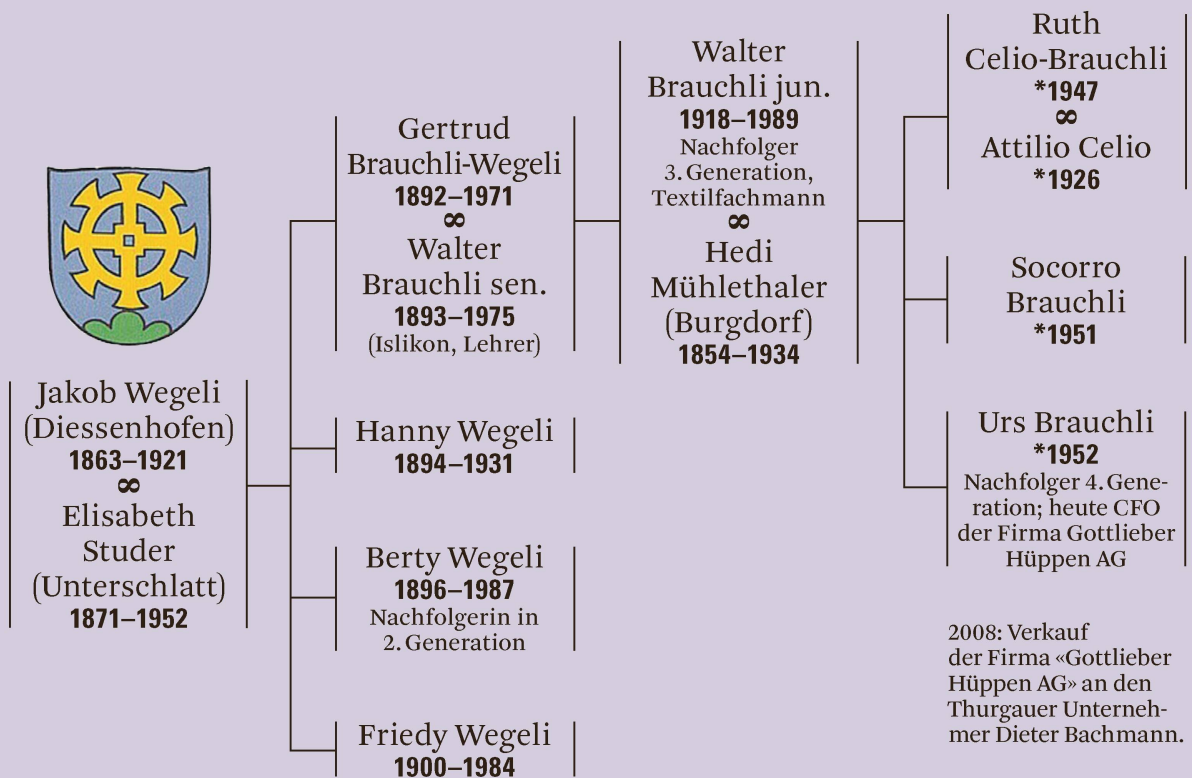 Jakob Wegeli
(Diessenhofen)
1863–1921
∞
Elisabeth
Studer
(Unterschlatt)
1871–1952
Gertrud
Brauchli-Wegeli
1892–1971
∞
Walter
Brauchli sen.
1893–1975
(Islikon, Lehrer)
Hanny Wegeli
1894–1931
Berty Wegeli
1896–1987
Nachfolgerin in
2. Generation
Friedy Wegeli
1900–1984
Walter
Brauchli jun.
1918–1989
Nachfolger
3. Generation,
Textilfachmann
∞
Hedi
Mühlethaler
(Burgdorf)
1854–1934
Ruth
Celio-Brauchli
*1947
∞
Attilio Celio
*1926
Socorro
Brauchli
*1951
Urs Brauchli
*1952
Nachfolger 4. Gene-
ration; heute CFO
der Firma Gottlieber
Hüppen AG
2008: Verkauf
der Firma «Gottlieber
Hüppen AG» an den
Thurgauer Unterneh-
mer Dieter Bachmann.